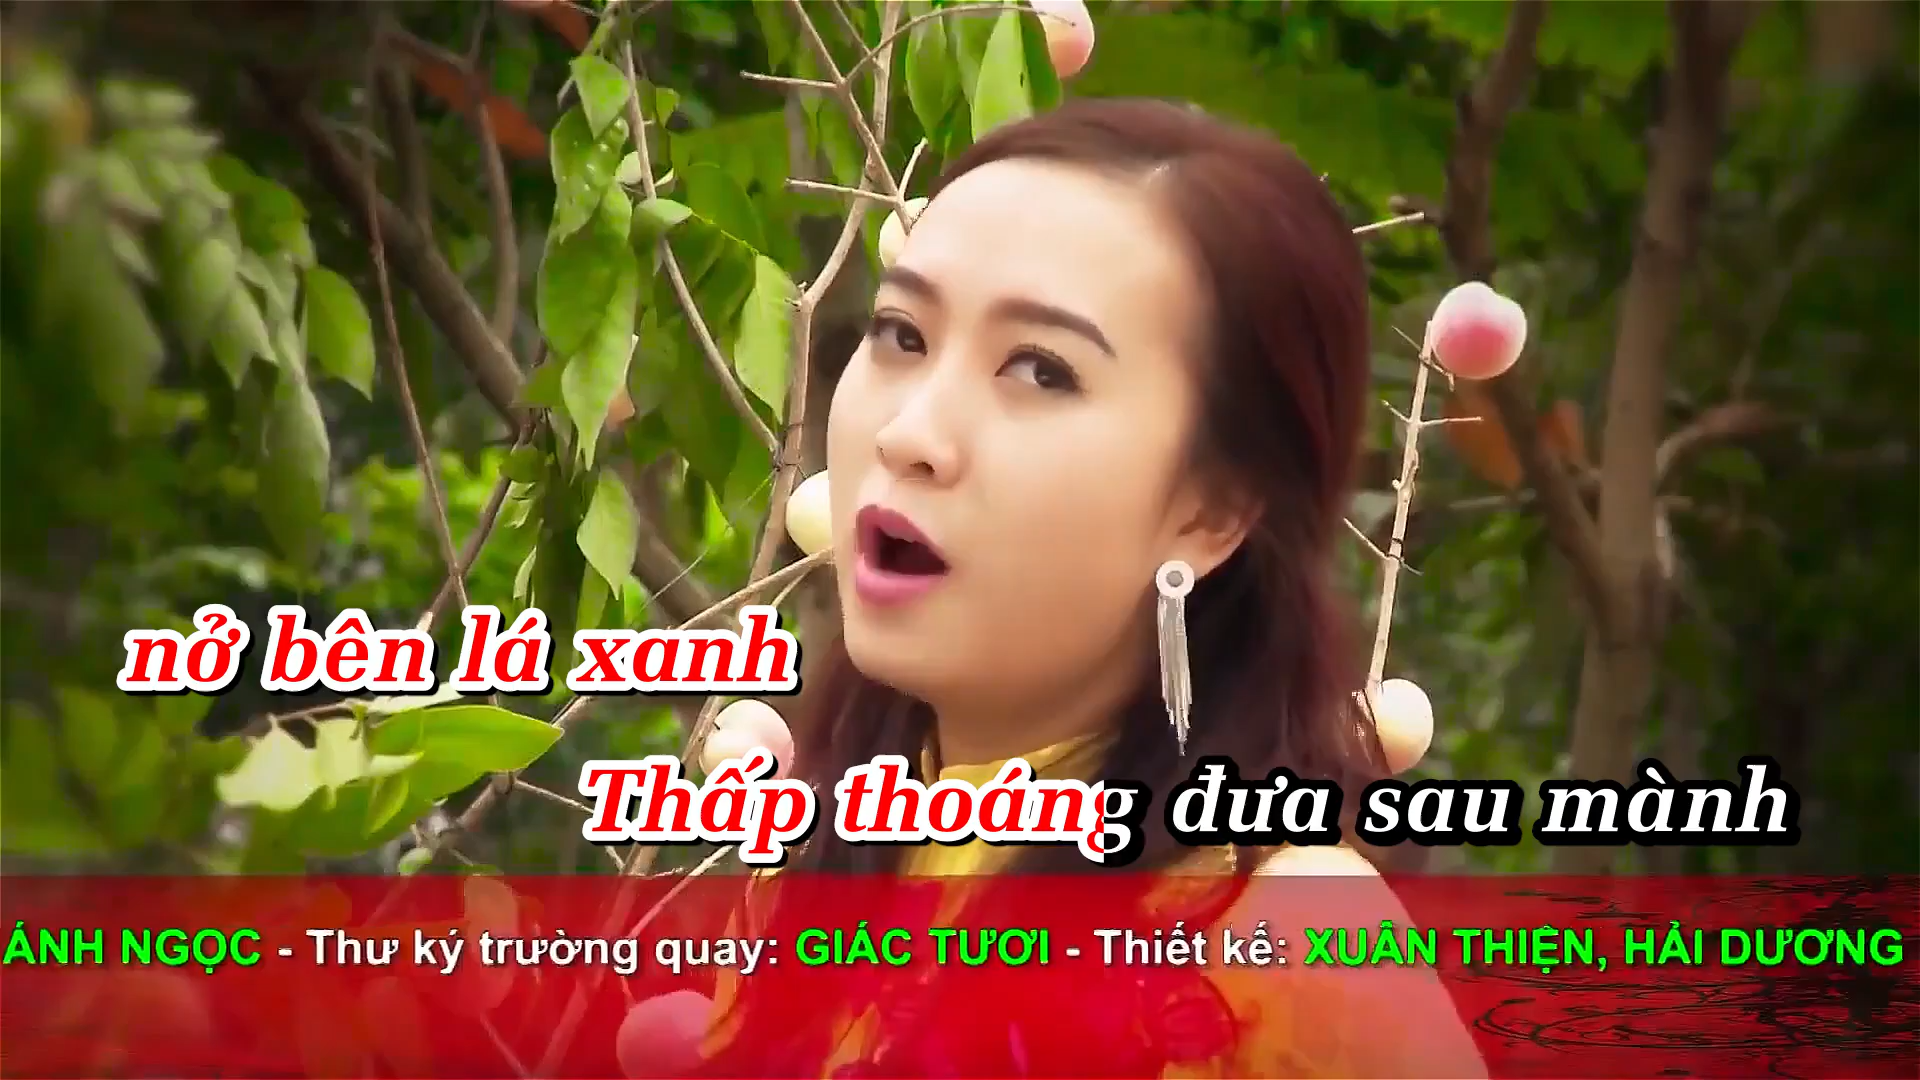 nở bên lá xanh
Thấp thoáng đưa sau mành
ÁNH NGỌC - Thư ký trường quay: GIÁC TƯƠI - Thiết kế: XUÂN THIỆN, HẢI DƯƠNG